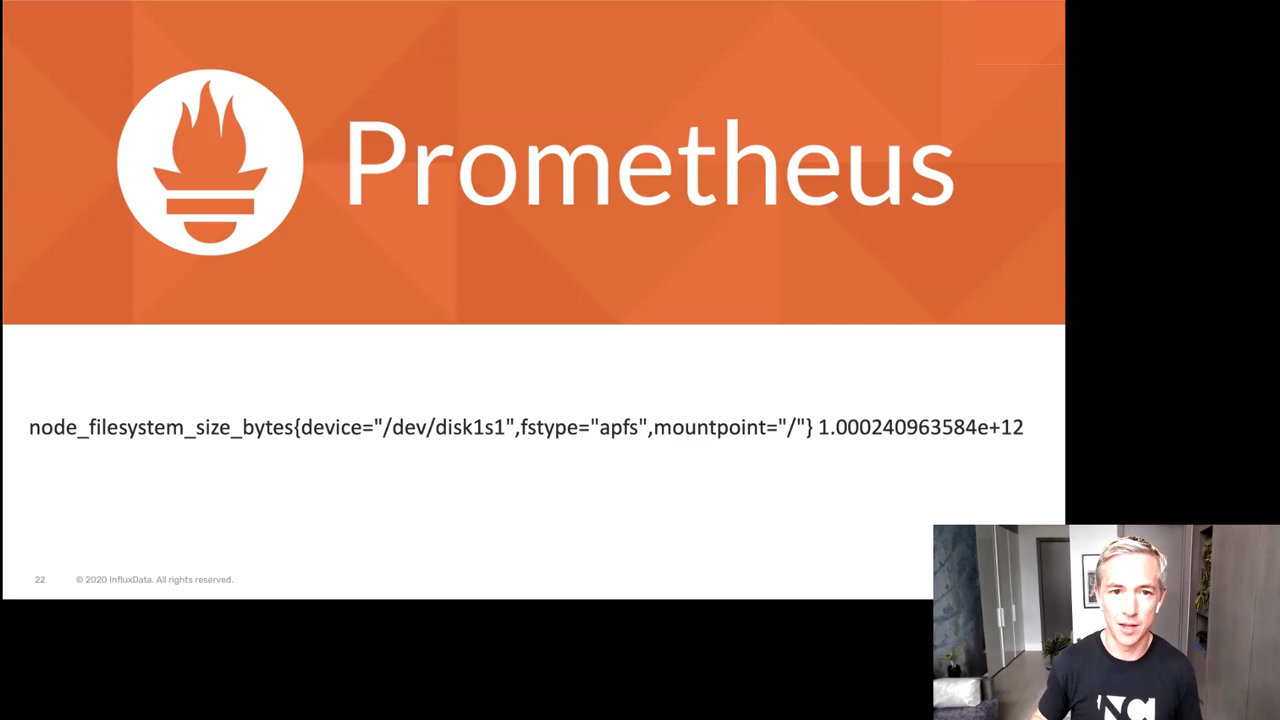 Prometheus
node_filesystem_size_bytes{device="/dev/disk1s1",fstype="apfs",mountpoint="/"} 1.000240963584e+12
22 © 2020 InfluxData. All rights reserved.